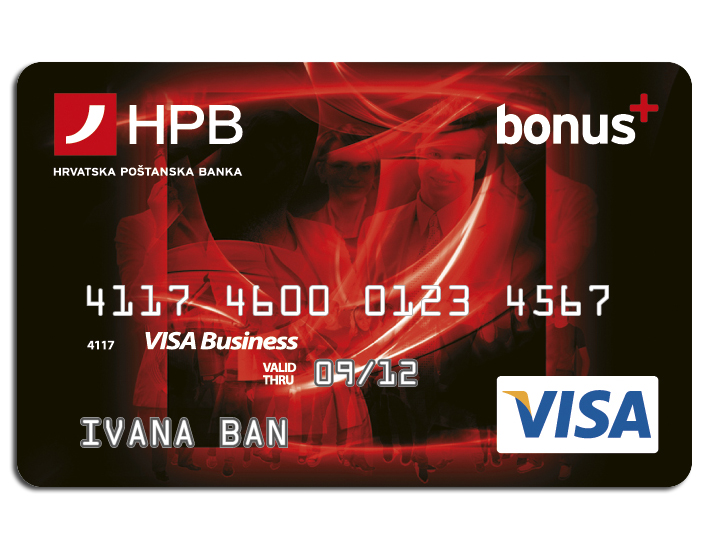 HPB
HRVATSKA POŠTANSKA BANKA
bonus+
4117 4600 0123 4567
4117 VISA Business
VALID THRU 09/12
IVANA BAN
VISA